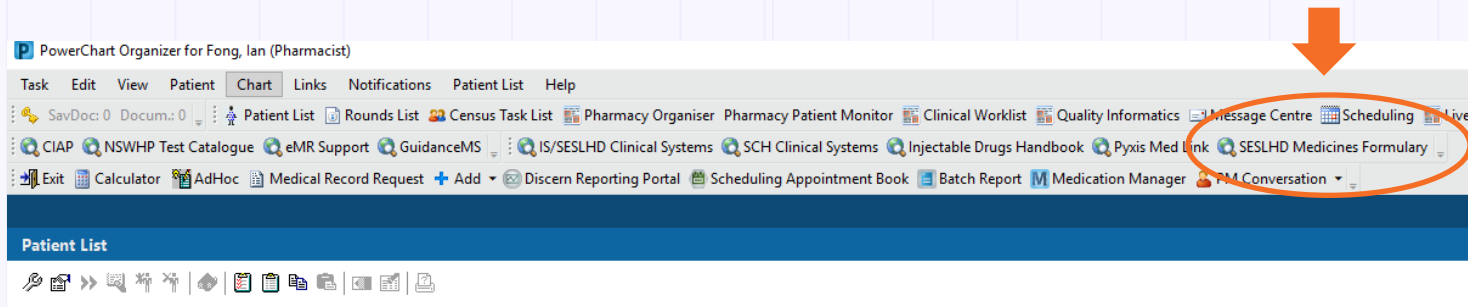 PowerChart Organizer for Fong, Ian (Pharmacist)
Task Edit View Patient Chart Links Notifications Patient List Help
SavDoc: 0 Docum.: 0 Patient List Rounds List Census Task List Pharmacy Organiser Pharmacy Patient Monitor Clinical Worklist Quality Informatics Message Centre Scheduling Live
CIAP NSWHP Test Catalogue eMR Support GuidanceMS IS/SESLHD Clinical Systems SCH Clinical Systems Injectable Drugs Handbook Pyxis Med Link SESLHD Medicines Formulary
Exit Calculator AdHoc Medical Record Request Add Discern Reporting Portal Scheduling Appointment Book Batch Report Medication Manager PM Conversation
Patient List